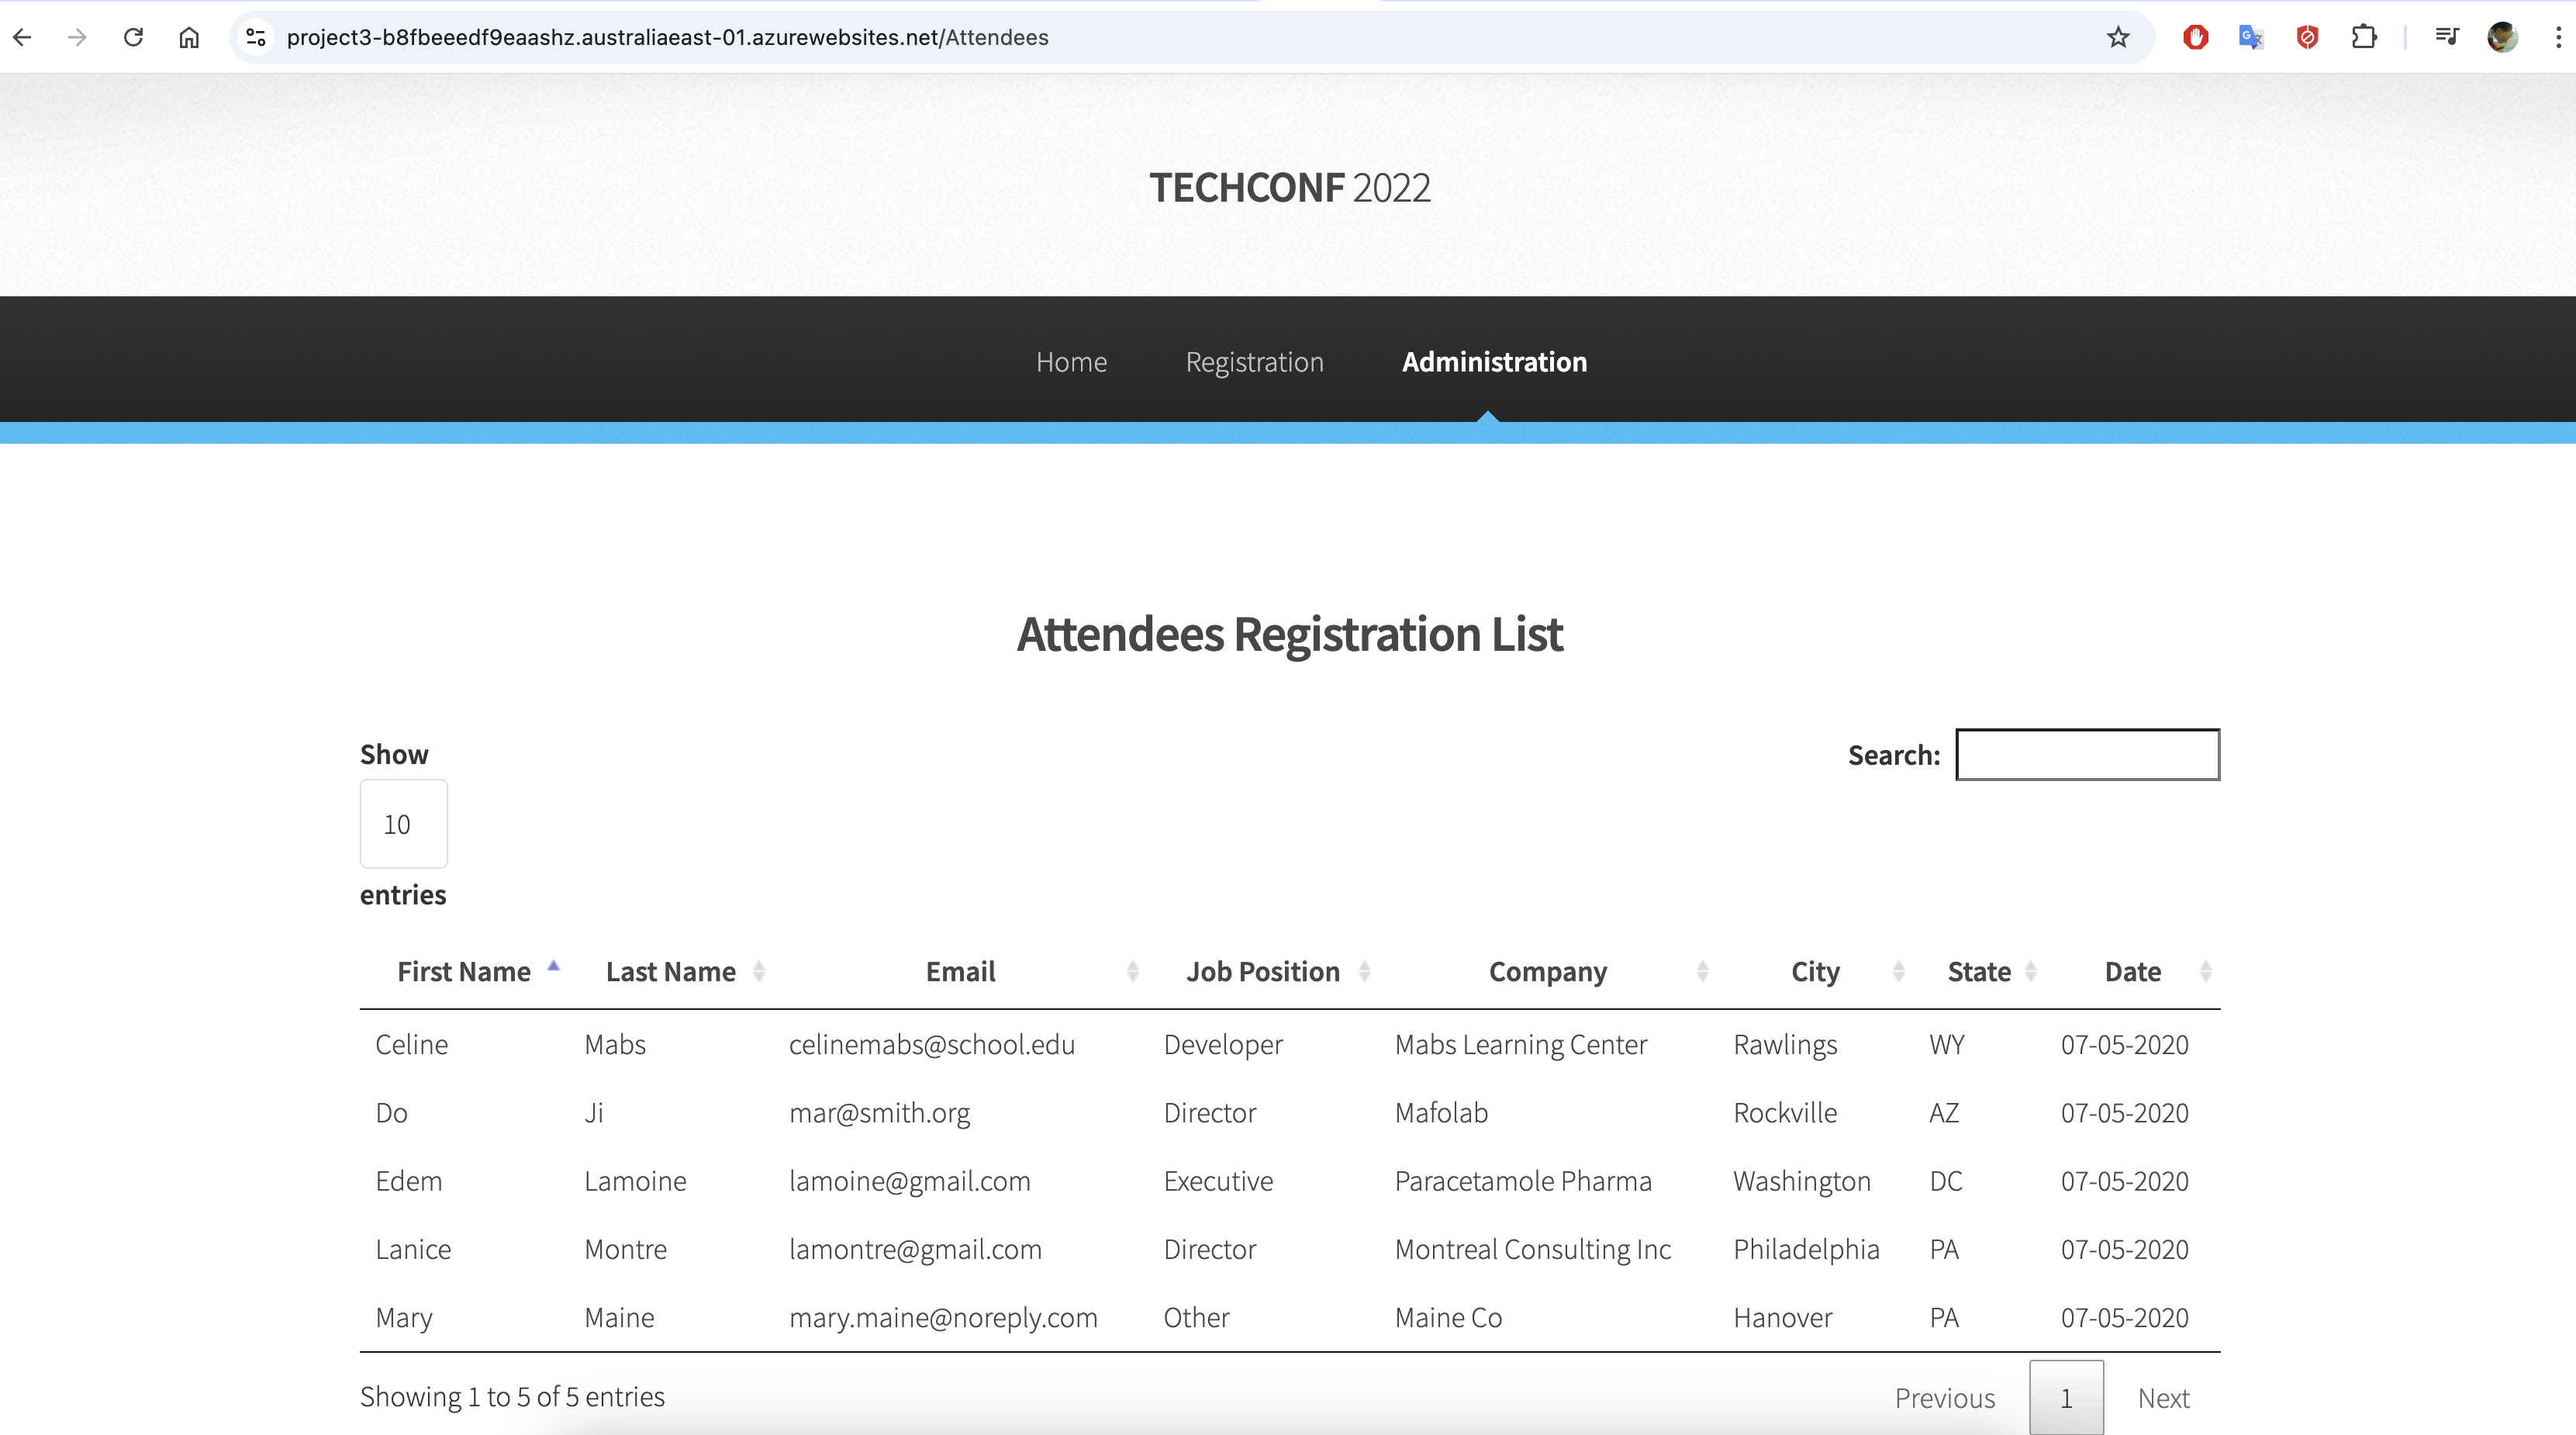 project3-b8fbeeedf9eaashz.australiaeast-01.azurewebsites.net/Attendees
TECHCONF 2022
Home Registration Administration
Attendees Registration List
Show
10
entries
Search:
First Name Last Name Email Job Position Company City State Date
Celine Mabs celinemabs@school.edu Developer Mabs Learning Center Rawlings WY 07-05-2020
Do Ji mar@smith.org Director Mafolab Rockville AZ 07-05-2020
Edem Lamoine lamoine@gmail.com Executive Paracetamole Pharma Washington DC 07-05-2020
Lanice Montre lamontre@gmail.com Director Montreal Consulting Inc Philadelphia PA 07-05-2020
Mary Maine mary.maine@noreply.com Other Maine Co Hanover PA 07-05-2020
Showing 1 to 5 of 5 entries
Previous 1 Next